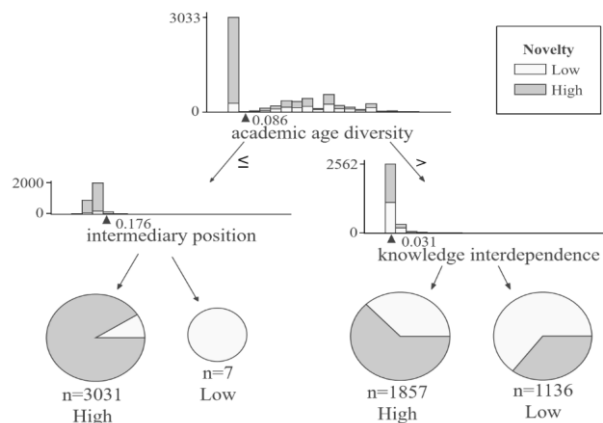 3033
0
Novelty
Low
High
0.086
academic age diversity
≤
>
2000
0
0.176
intermediary position
2562
0
0.031
knowledge interdependence
n=3031
High
n=7
Low
n=1857
High
n=1136
Low